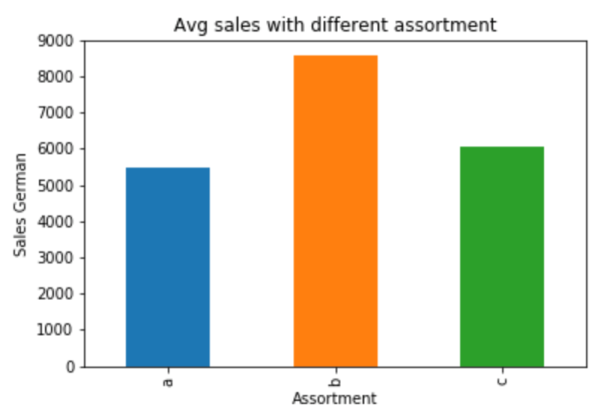 Avg sales with different assortment
9000
8000
7000
6000
5000
4000
3000
2000
1000
0
Sales German
a
b
c
Assortment